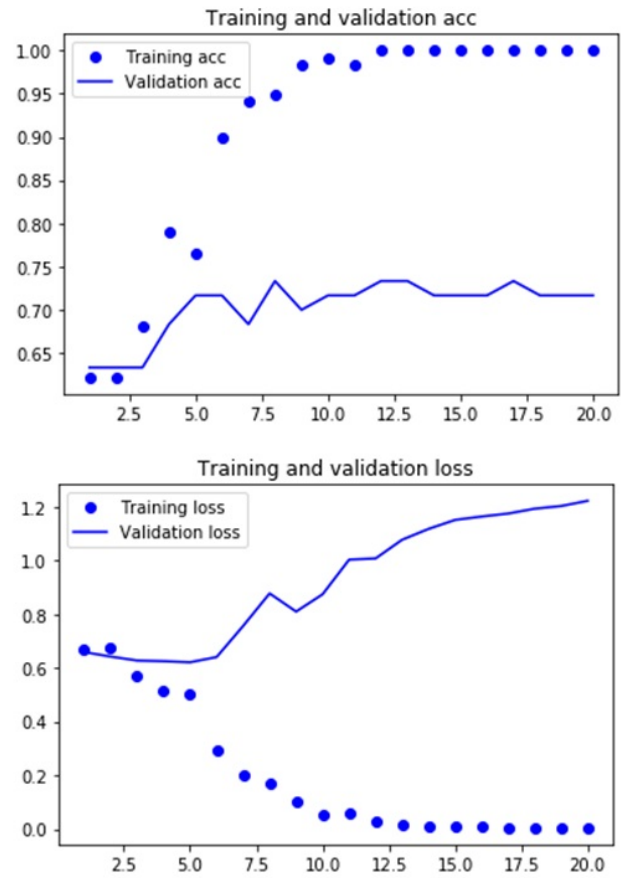 Training and validation acc
1.00
0.95
0.90
0.85
0.80
0.75
0.70
0.65
Training acc
Validation acc
2.5 5.0 7.5 10.0 12.5 15.0 17.5 20.0
Training and validation loss
1.2
1.0
0.8
0.6
0.4
0.2
0.0
Training loss
Validation loss
2.5 5.0 7.5 10.0 12.5 15.0 17.5 20.0